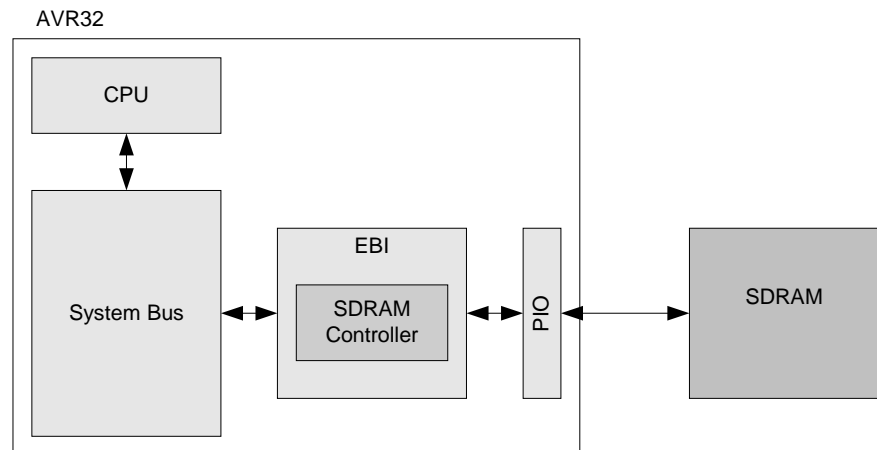 AVR32
CPU
System Bus
EBI
SDRAM
Controller
PIO
SDRAM